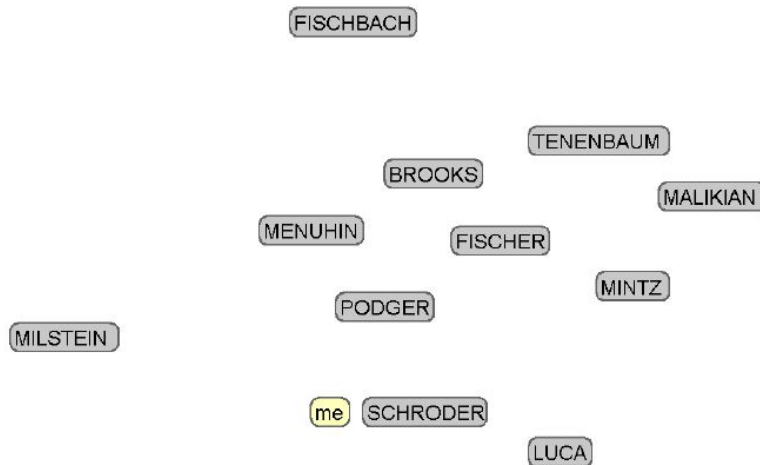 FISCHBACH
TENENBAUM
BROOKS
MALIKIAN
MENUHIN
FISCHER
MINTZ
PODGER
MILSTEIN
me
SCHRODER
LUCA